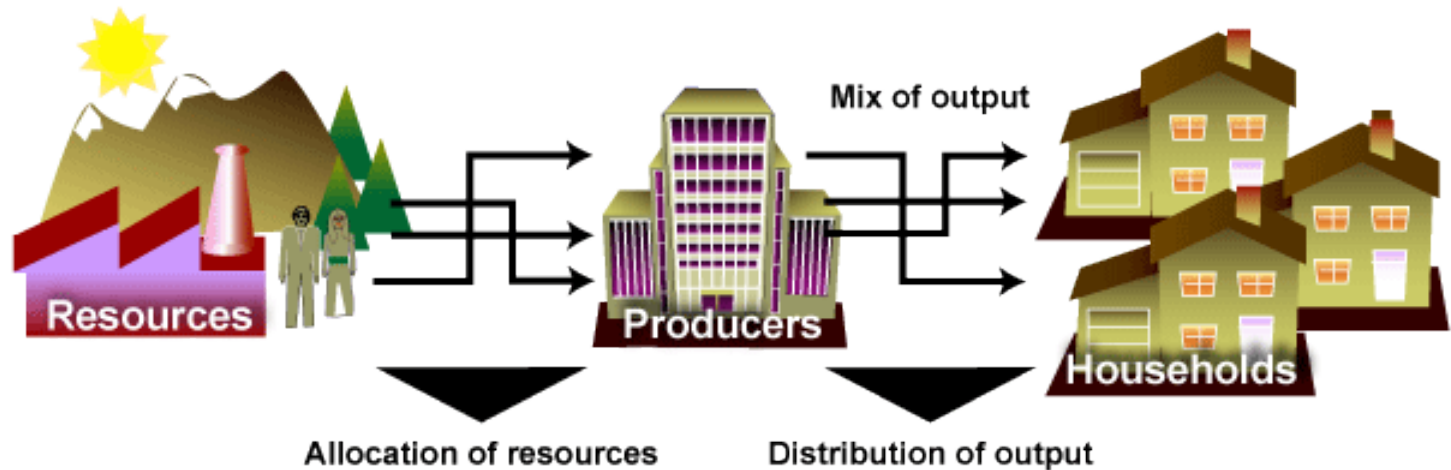 Mix of output
Resources
Producers
Households
Allocation of resources
Distribution of output